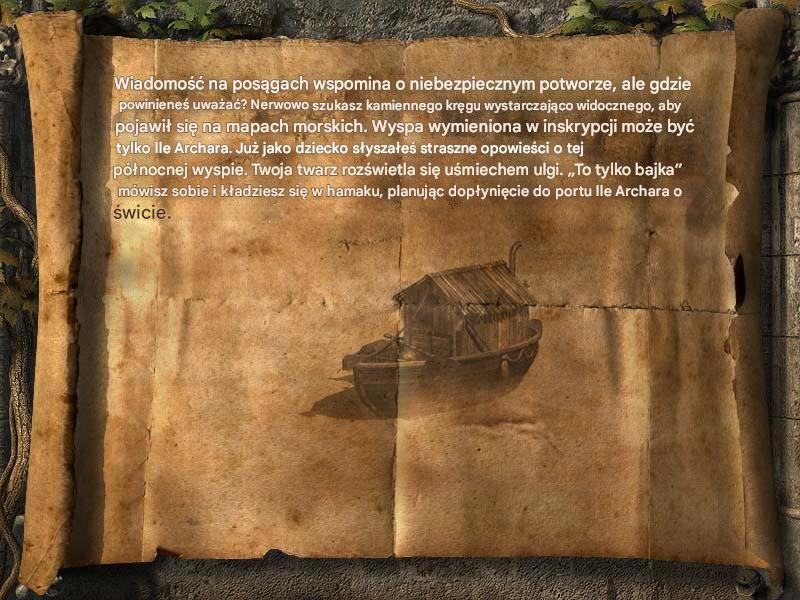 Wiadomość na posągach wspomina o niebezpiecznym potworze, ale gdzie
powinieneś uważać? Nerwowo szukasz kamiennego kręgu wystarczająco widocznego, aby
pojawił się na mapach morskich. Wyspa wymieniona w inskrypcji może być
tylko Ile Archara. Już jako dziecko słyszałeś straszne opowieści o tej
północnej wyspie. Twoja twarz rozświetla się uśmiechem ulgi. „To tylko bajka”
mówisz sobie i kładziesz się w hamaku, planując dopłynięcie do portu Ile Archara o
świcie.